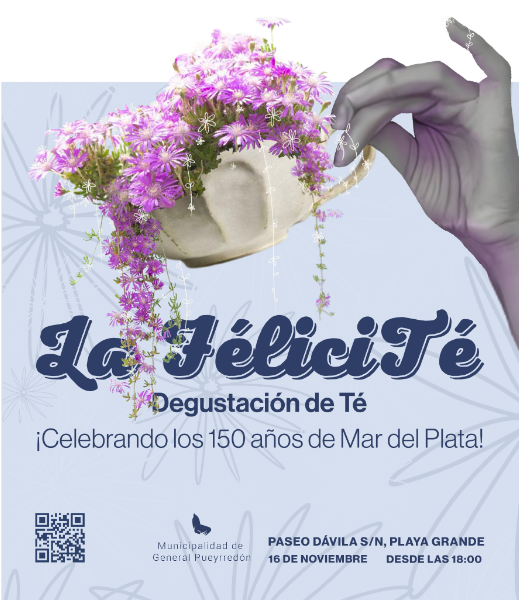 La FéliciTé
Degustación de Té
¡Celebrando los 150 años de Mar del Plata!
Municipalidad de
General Pueyrredón
PASEO DÁVILA S/N, PLAYA GRANDE
16 DE NOVIEMBRE DESDE LAS 18:00